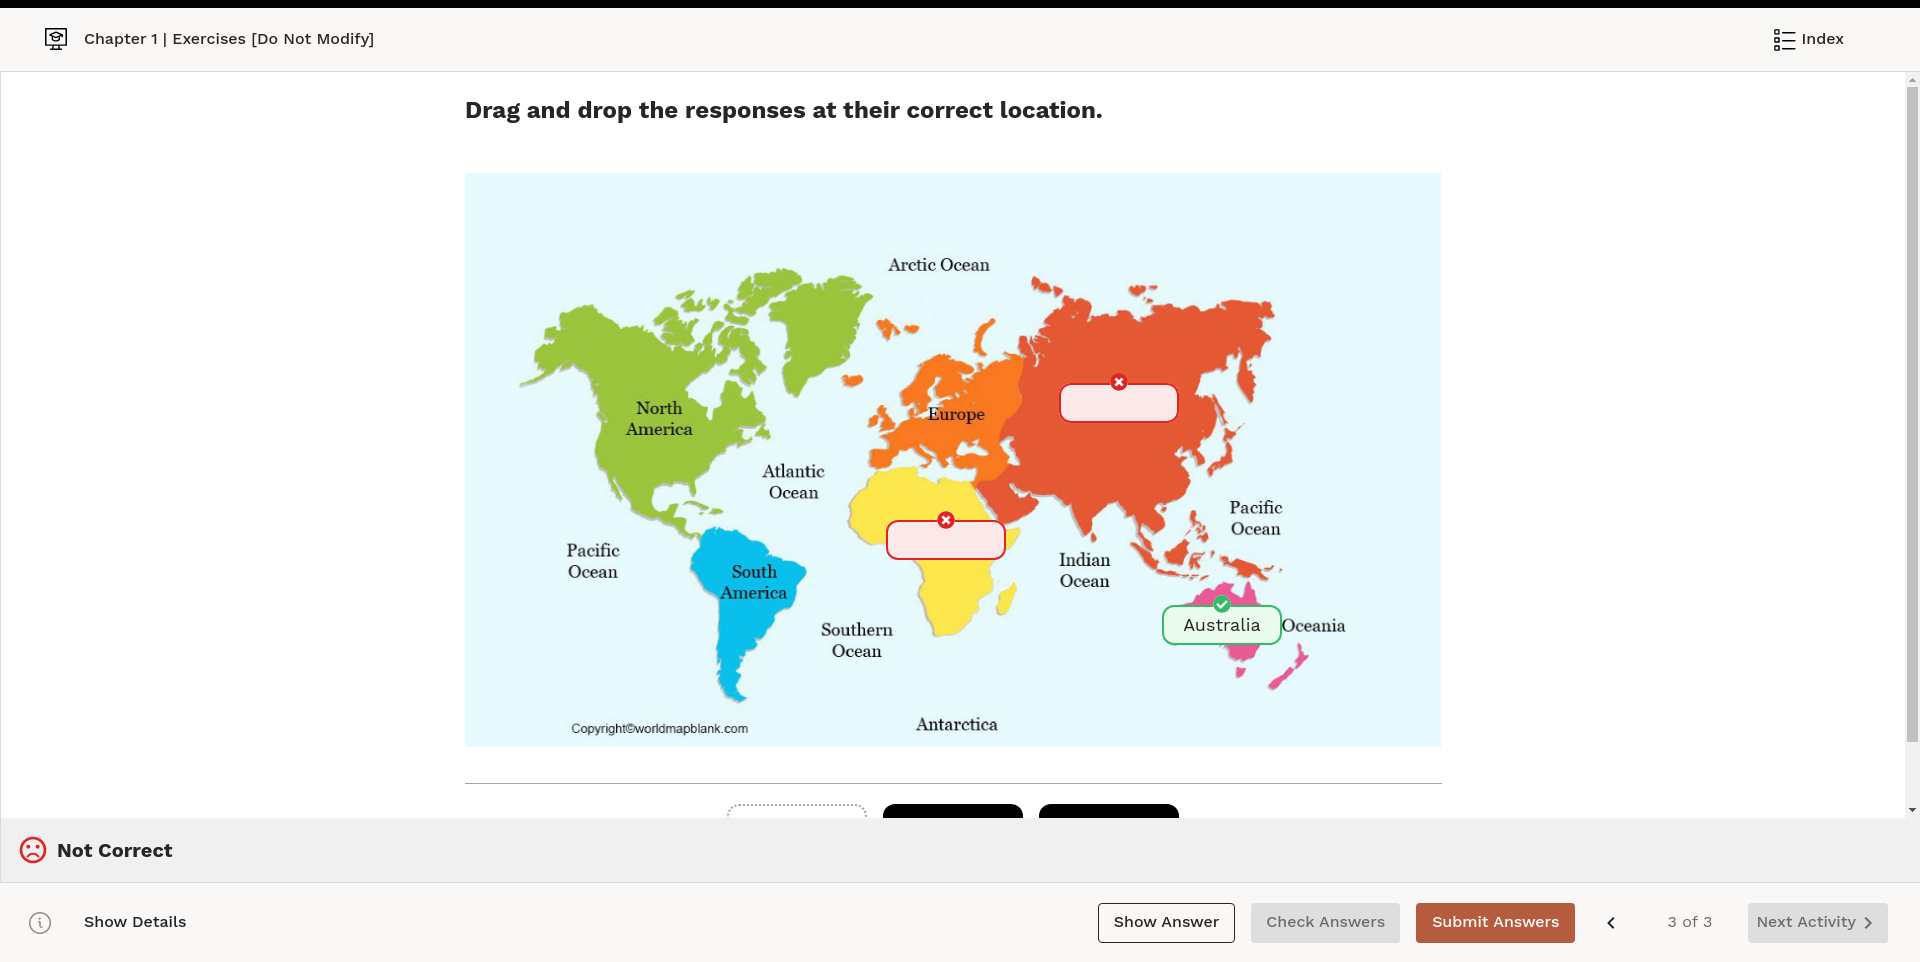 Chapter 1 | Exercises [Do Not Modify]
Index
Drag and drop the responses at their correct location.
Arctic Ocean
North
America
Europe
Atlantic
Ocean
Pacific
Ocean
Pacific
Ocean
Indian
Ocean
South
America
Southern
Ocean
Australia
Oceania
Antarctica
Copyright©worldmapblank.com
Not Correct
Show Details
Show Answer
Check Answers
Submit Answers
3 of 3
Next Activity